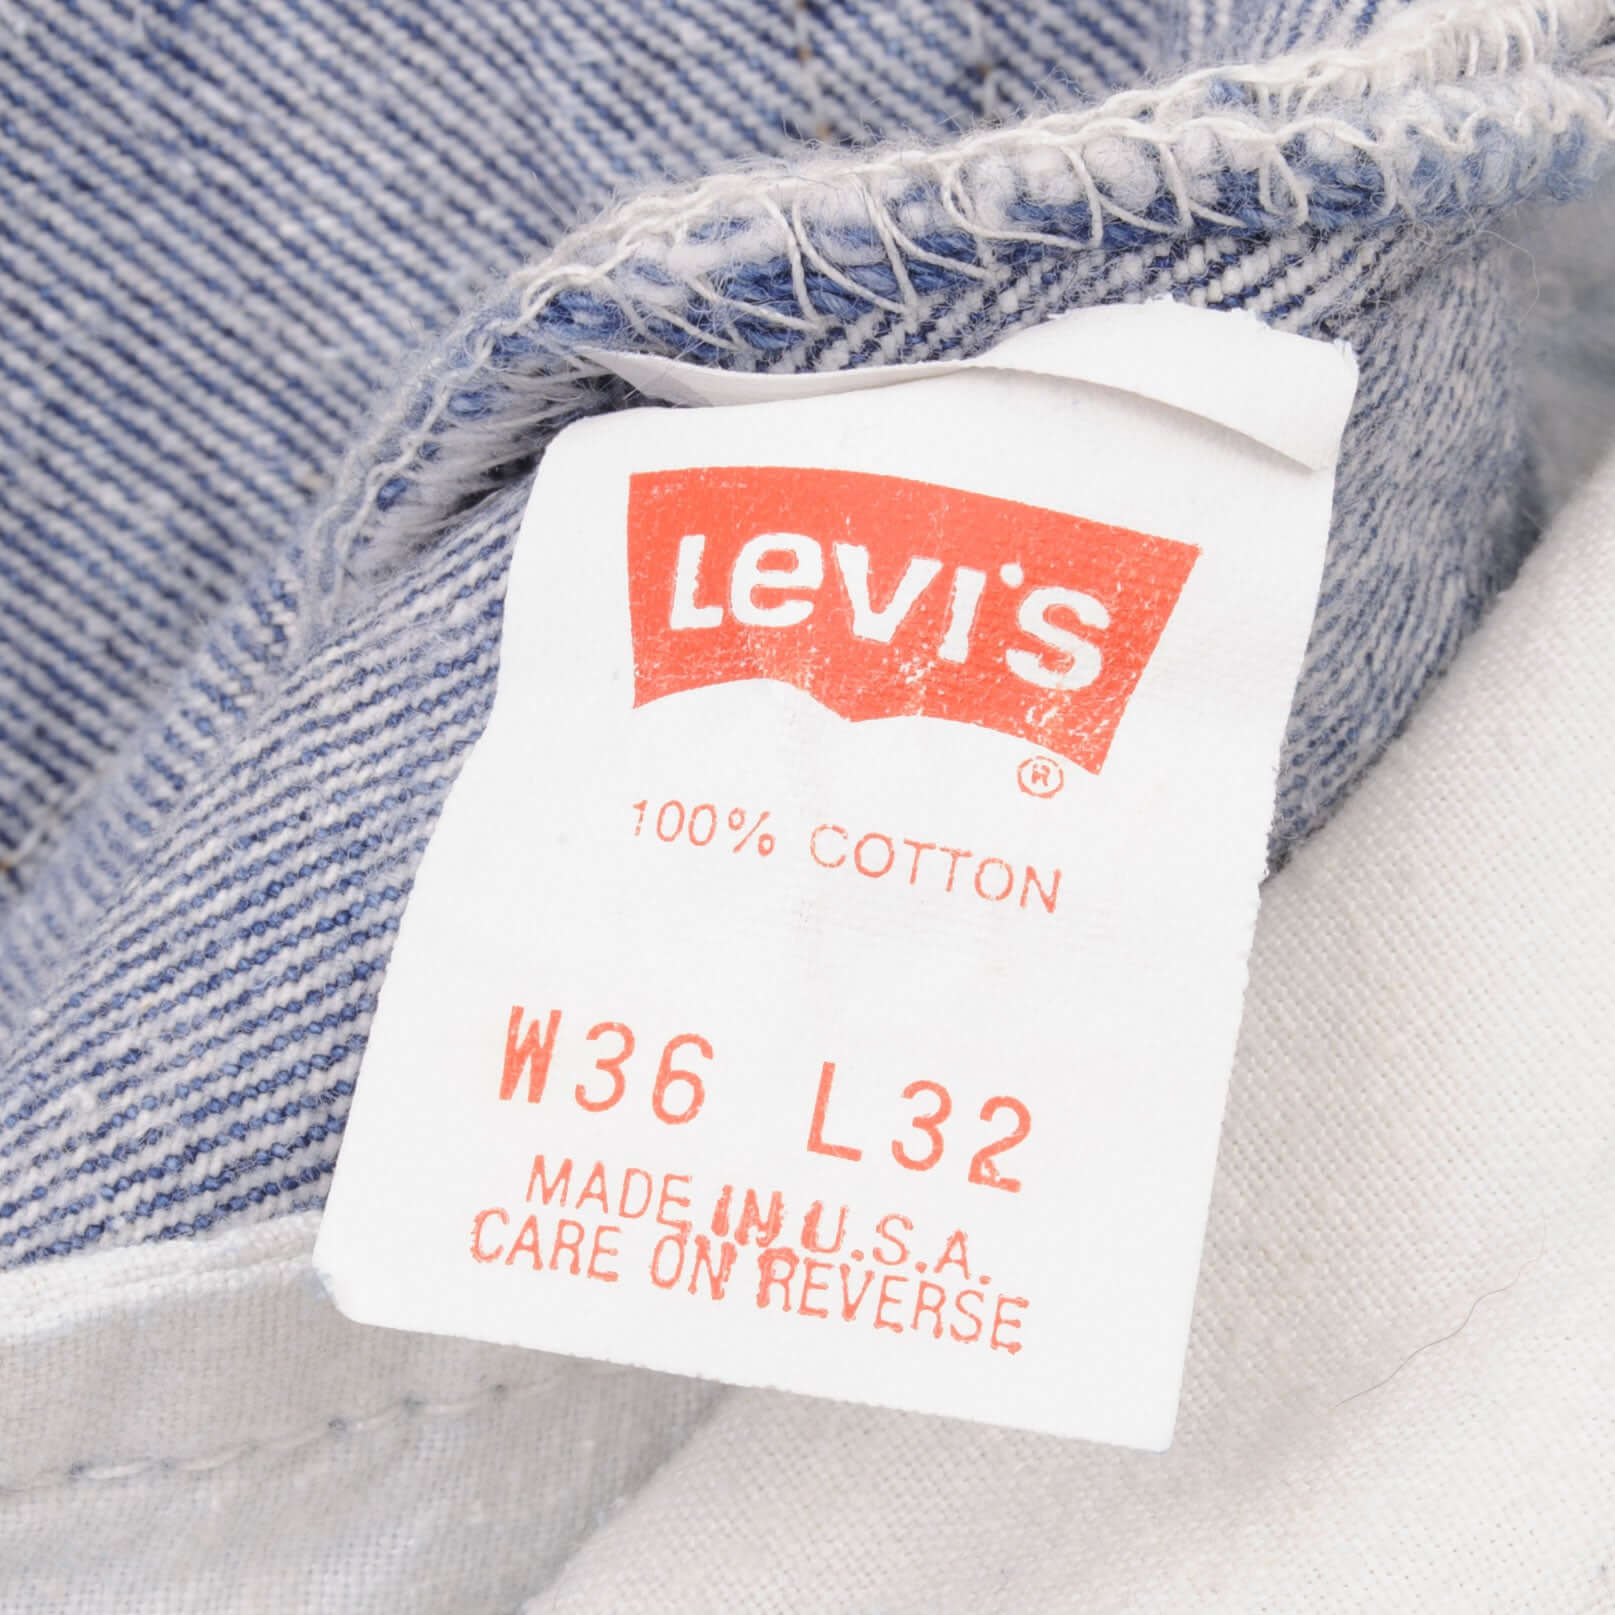 LeVI'S
®
100% COTTON
W36 L32
MADE IN U.S.A.
CARE ON REVERSE